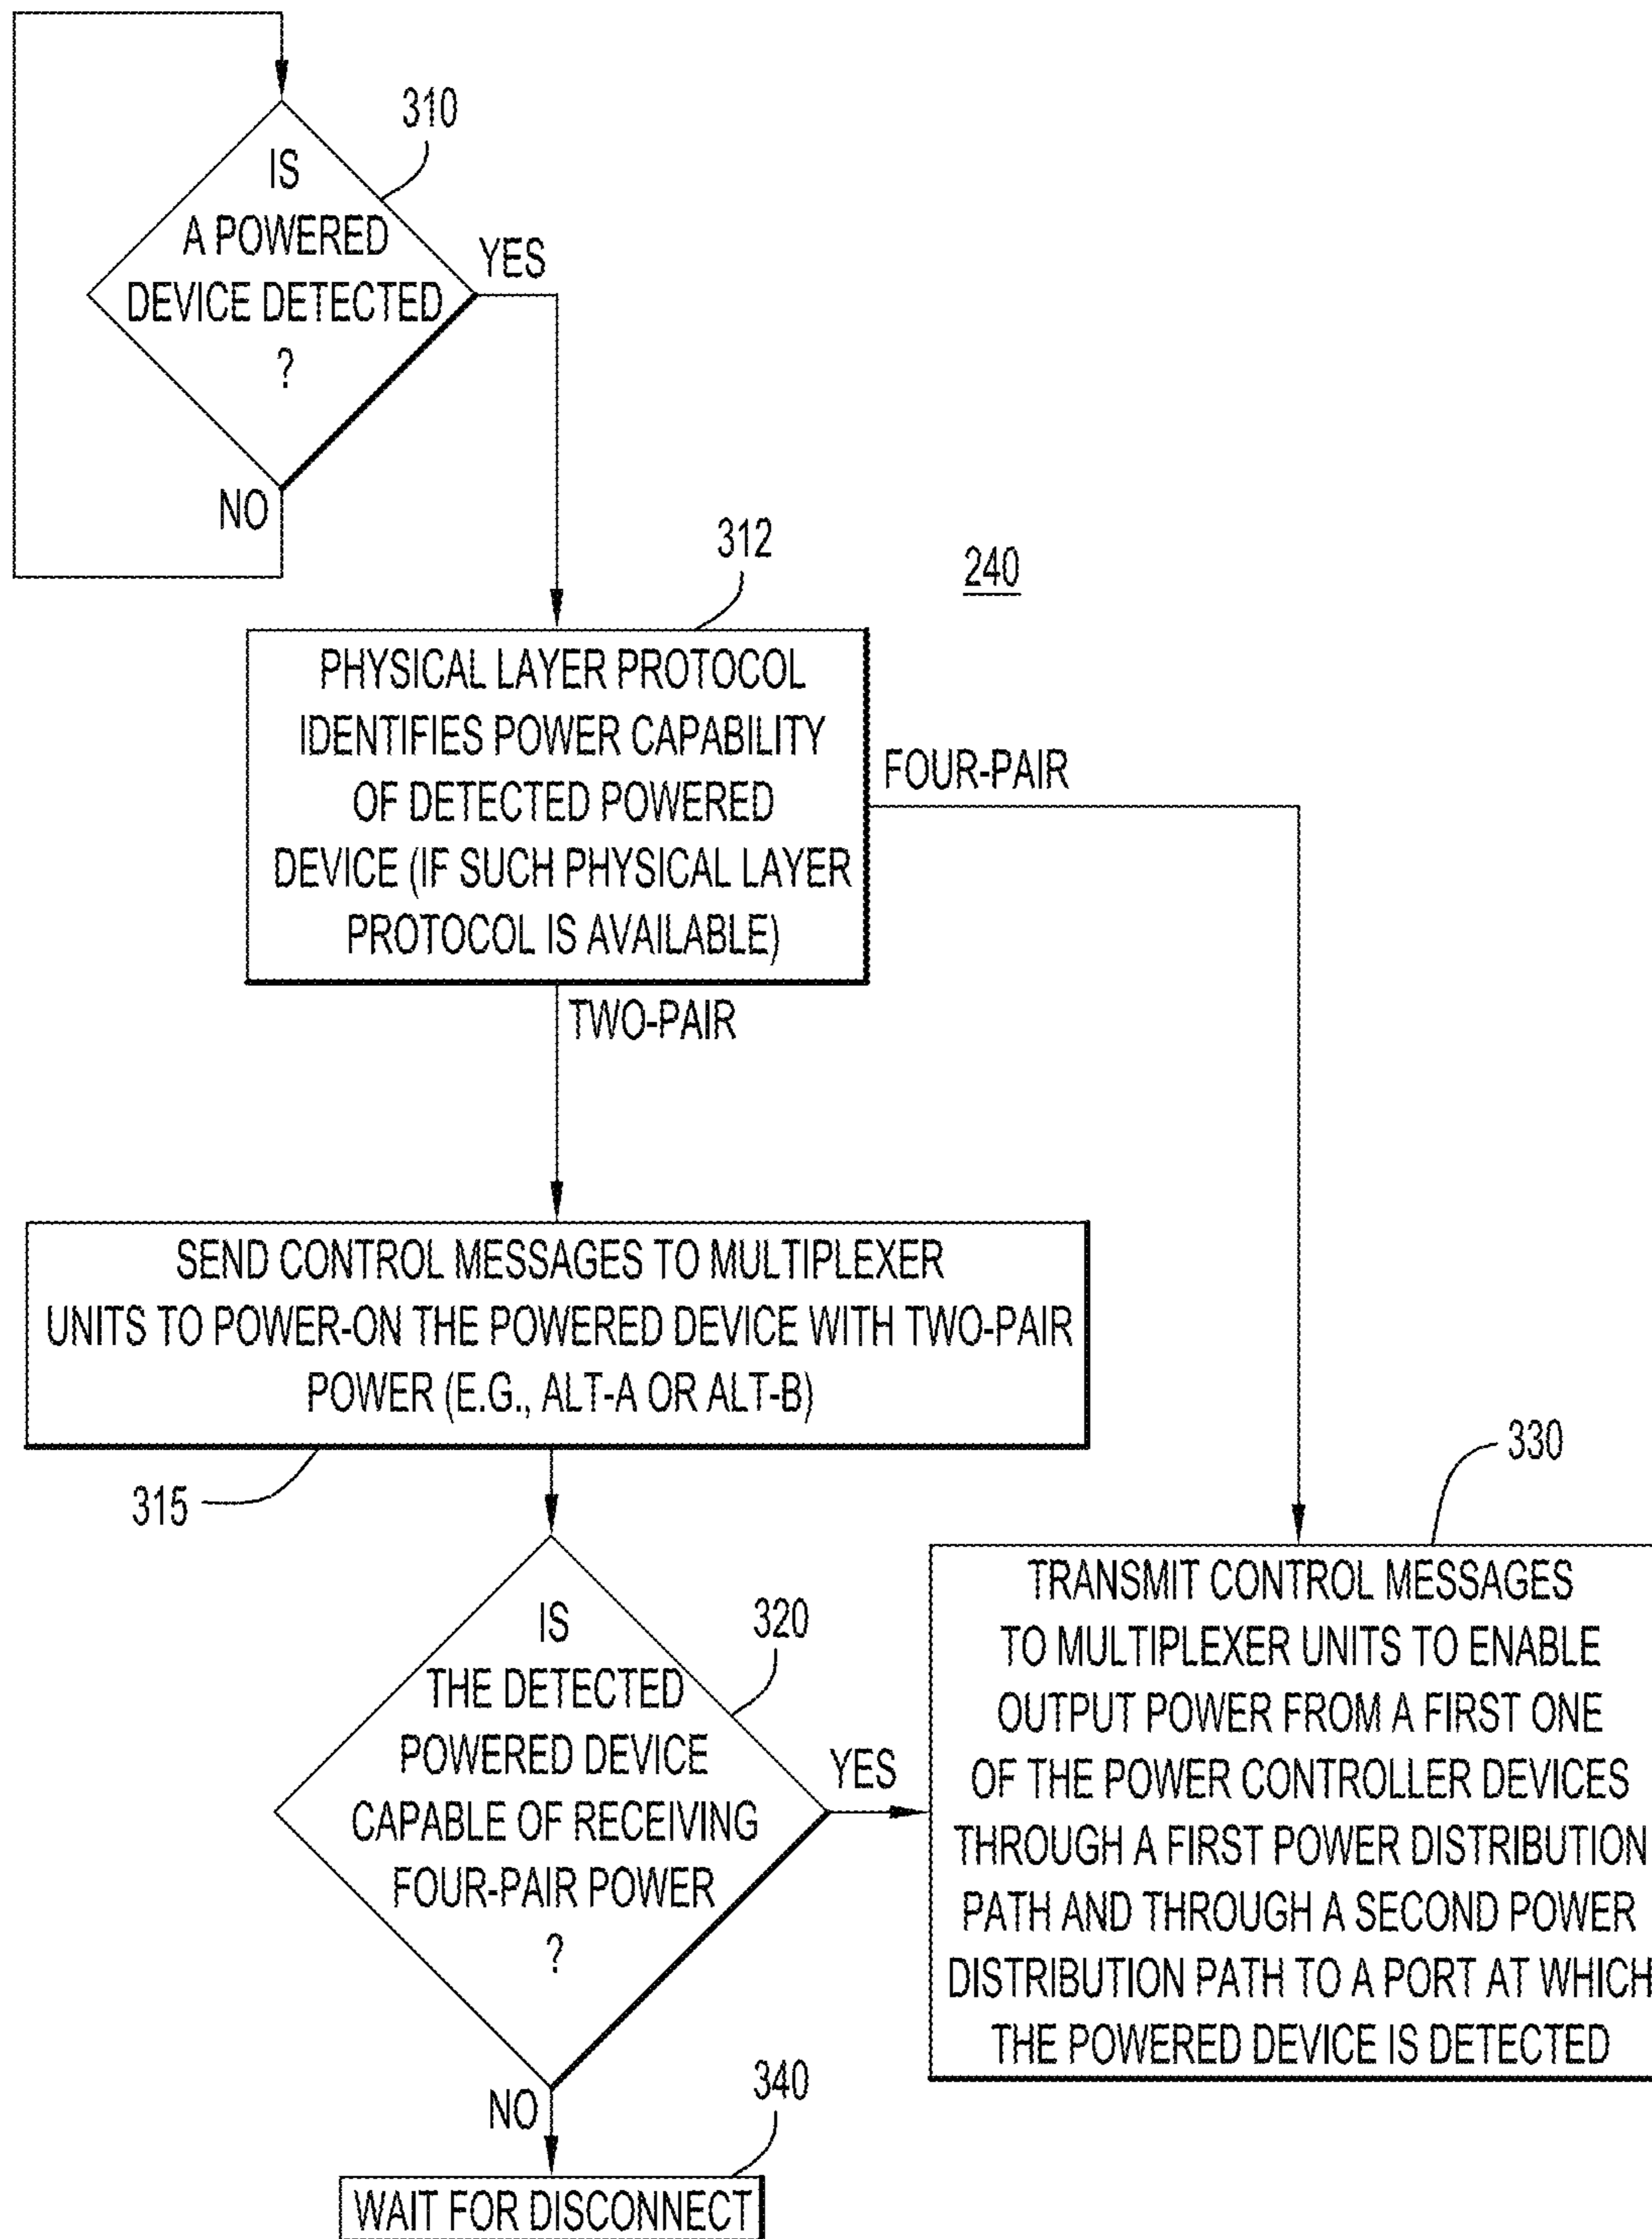 310
IS
A POWERED
DEVICE DETECTED
?
YES
NO
312
240
PHYSICAL LAYER PROTOCOL
IDENTIFIES POWER CAPABILITY
OF DETECTED POWERED
DEVICE (IF SUCH PHYSICAL LAYER
PROTOCOL IS AVAILABLE)
FOUR-PAIR
TWO-PAIR
SEND CONTROL MESSAGES TO MULTIPLEXER
UNITS TO POWER-ON THE POWERED DEVICE WITH TWO-PAIR
POWER (E.G., ALT-A OR ALT-B)
315
IS
THE DETECTED
POWERED DEVICE
CAPABLE OF RECEIVING
FOUR-PAIR POWER
?
320
YES
NO
330
TRANSMIT CONTROL MESSAGES
TO MULTIPLEXER UNITS TO ENABLE
OUTPUT POWER FROM A FIRST ONE
OF THE POWER CONTROLLER DEVICES
THROUGH A FIRST POWER DISTRIBUTION
PATH AND THROUGH A SECOND POWER
DISTRIBUTION PATH TO A PORT AT WHICH
THE POWERED DEVICE IS DETECTED
340
WAIT FOR DISCONNECT